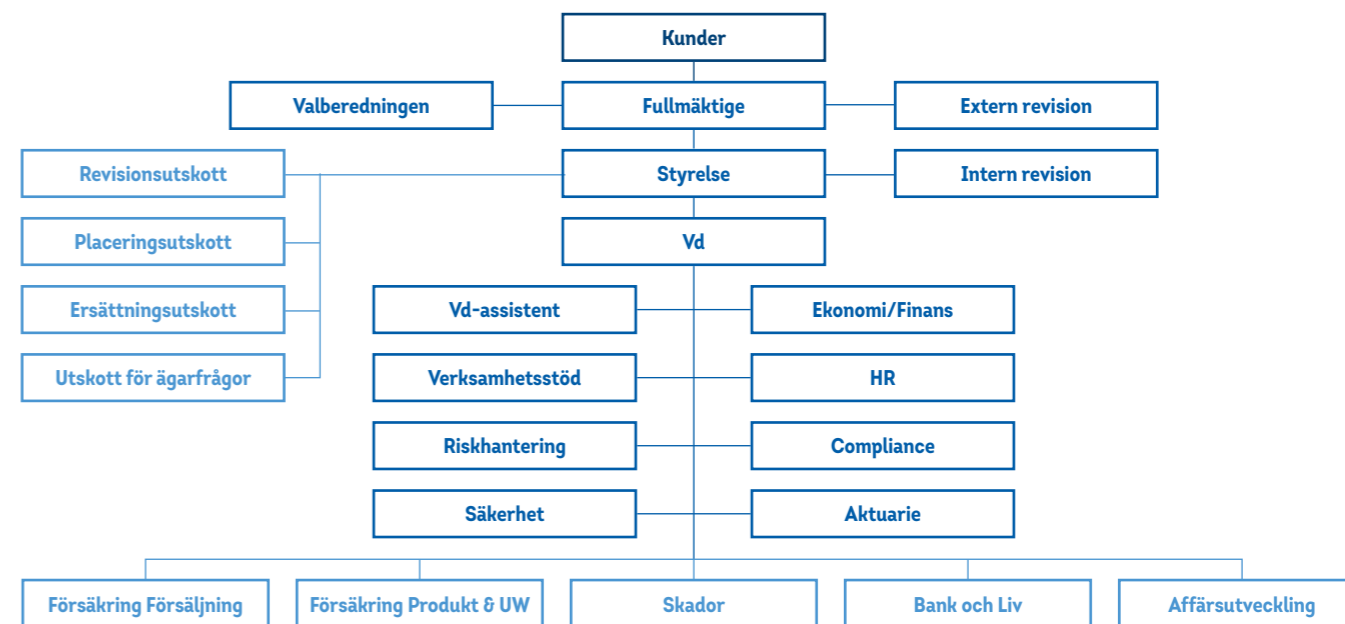 Kunder
Valberedningen
Fullmäktige
Extern revision
Revisionsutskott
Styrelse
Intern revision
Placeringsutskott
Vd
Ersättningsutskott
Vd-assistent
Ekonomi/Finans
Utskott för ägarfrågor
Verksamhetsstöd
HR
Riskhantering
Compliance
Säkerhet
Aktuarie
Försäkring Försäljning
Försäkring Produkt & UW
Skador
Bank och Liv
Affärsutveckling